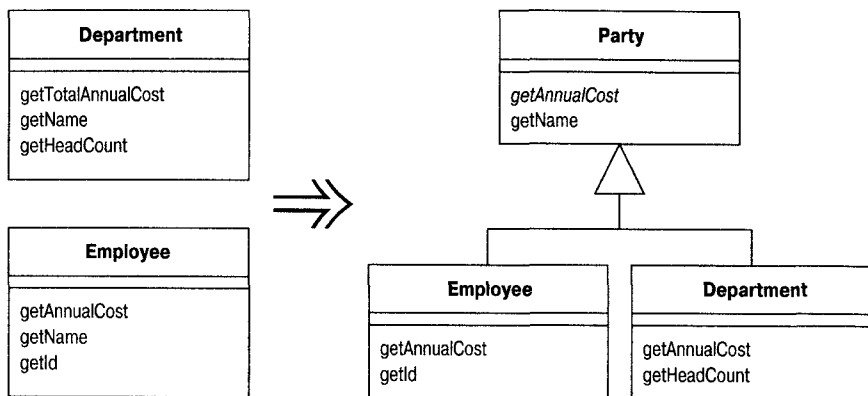 Department
getTotalAnnualCost
getName
getHeadCount
Employee
getAnnualCost
getName
getId
Party
getAnnualCost
getName
Employee
getAnnualCost
getId
Department
getAnnualCost
getHeadCount